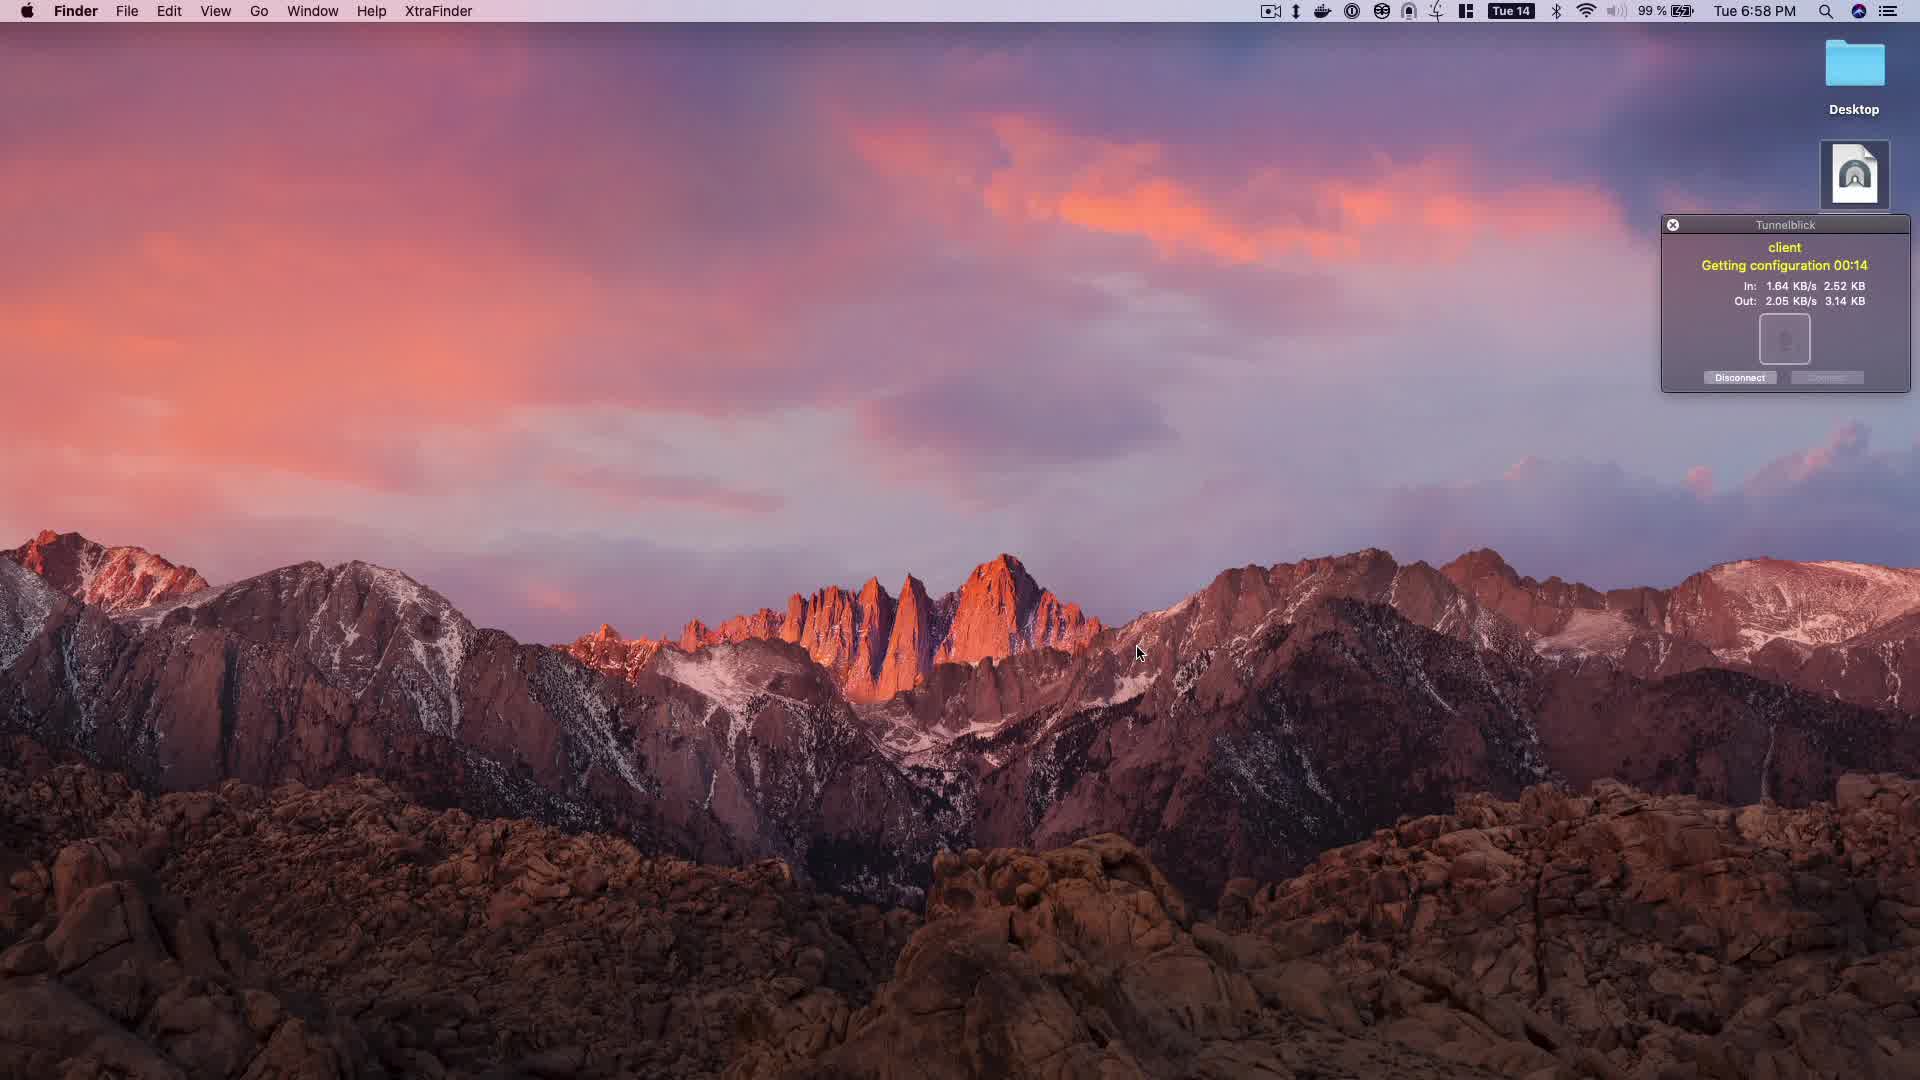 Finder File Edit View Go Window Help XtraFinder Tue 14 99 % Tue 6:58 PM
Desktop
Tunnelblick
client
Getting configuration 00:14
In: 1.64 KB/s 2.52 KB
Out: 2.05 KB/s 3.14 KB
Disconnect Connect